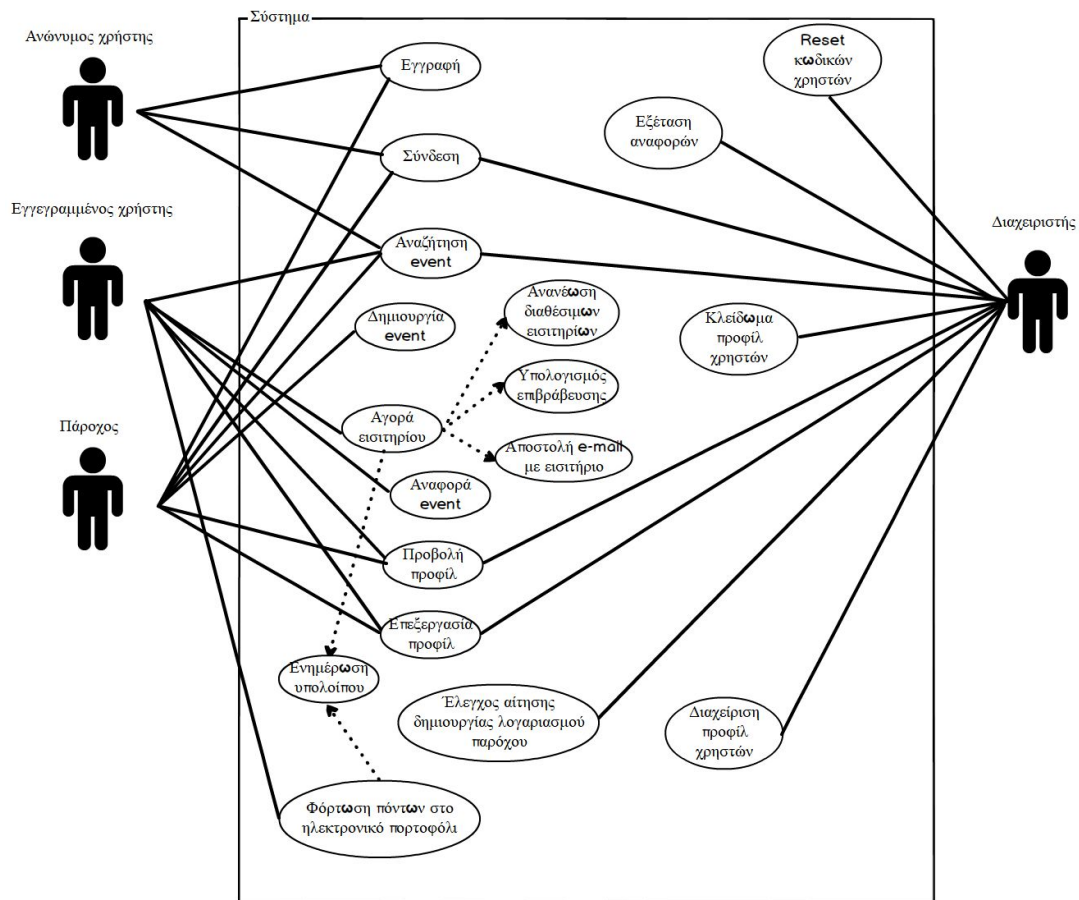 Σύστημα
Ανώνυμος χρήστης
Εγγραφή
Reset
κωδικών
χρηστών
Εξέταση
αναφορών
Σύνδεση
Εγγεγραμμένος χρήστης
Διαχειριστής
Αναζήτηση
event
Ανανέωση
διαθέσιμων
εισιτηρίων
Δημιουργία
event
Κλείδωμα
προφίλ
χρηστών
Υπολογισμός
επιβράβευσης
Πάροχος
Αγορά
εισιτηρίου
Αποστολή e-mail
με εισιτήριο
Αναφορά
event
Προβολή
προφίλ
Επεξεργασία
προφίλ
Ενημέρωση
υπολοίπου
Έλεγχος αίτησης
δημιουργίας λογαριασμού
παρόχου
Διαχείριση
προφίλ
χρηστών
Φόρτωση πόντων στο
ηλεκτρονικό πορτοφόλι